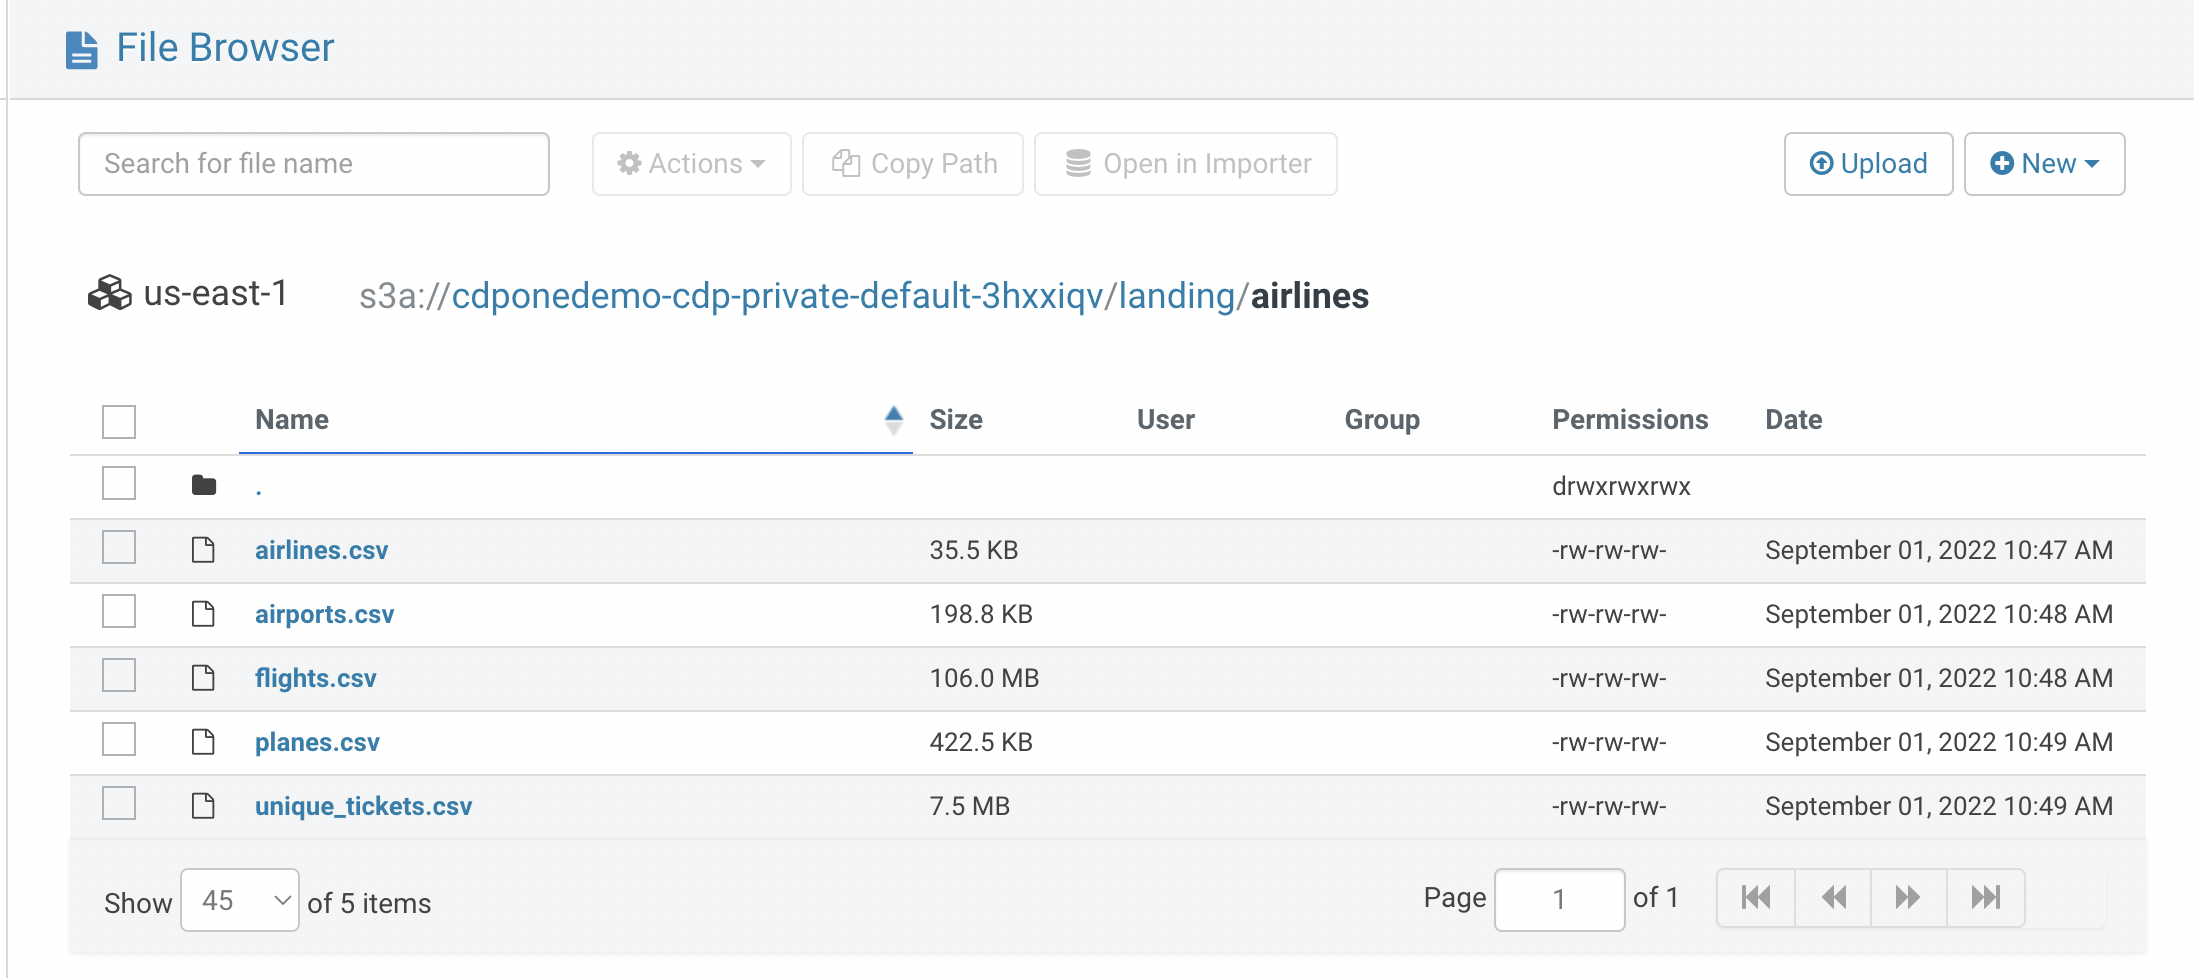 File Browser
Search for file name Actions Copy Path Open in Importer Upload New
us-east-1 s3a://cdponedemo-cdp-private-default-3hxxiqv/landing/airlines
Name Size User Group Permissions Date
. drwxrwxrwx
airlines.csv 35.5 KB -rw-rw-rw- September 01, 2022 10:47 AM
airports.csv 198.8 KB -rw-rw-rw- September 01, 2022 10:48 AM
flights.csv 106.0 MB -rw-rw-rw- September 01, 2022 10:48 AM
planes.csv 422.5 KB -rw-rw-rw- September 01, 2022 10:49 AM
unique_tickets.csv 7.5 MB -rw-rw-rw- September 01, 2022 10:49 AM
Show 45 of 5 items Page 1 of 1